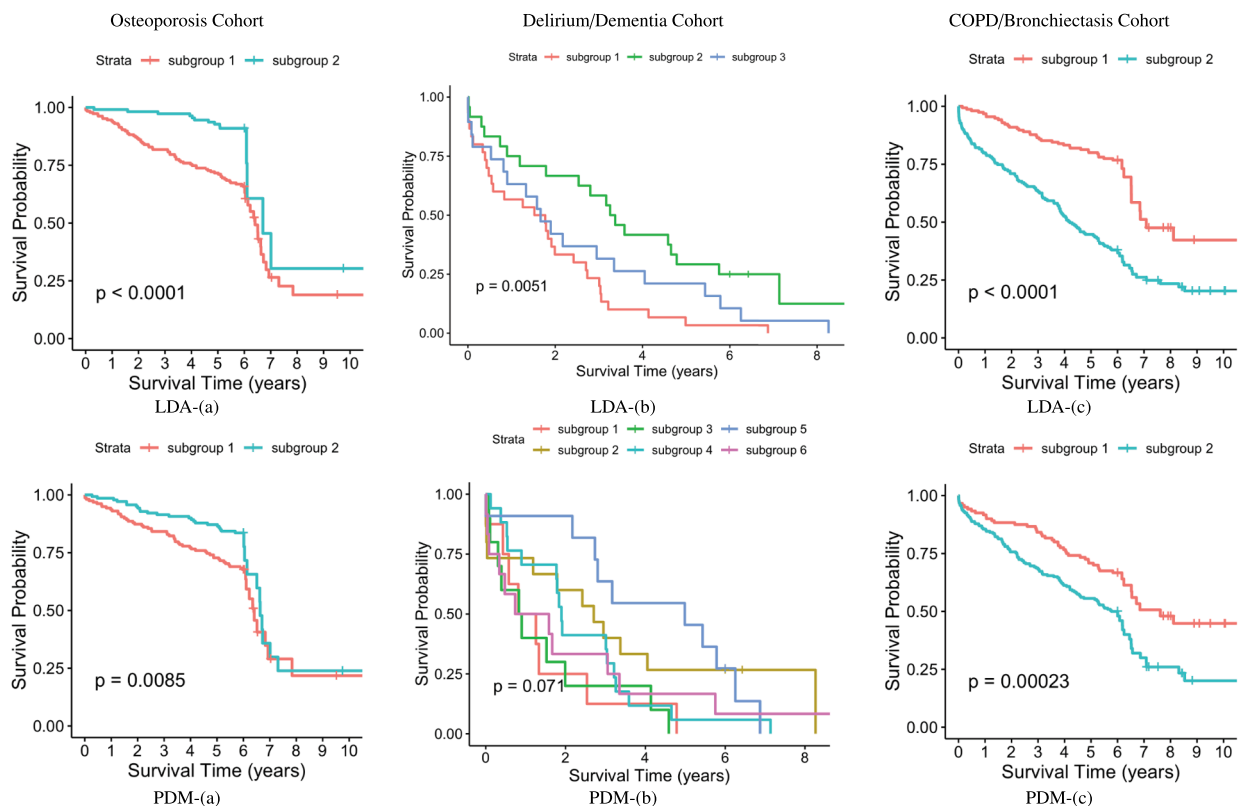 Osteoporosis Cohort
Delirium/Dementia Cohort
COPD/Bronchiectasis Cohort
Strata subgroup 1 subgroup 2
Survival Probability
1.00
0.75
0.50
0.25
0.00
p < 0.0001
0 1 2 3 4 5 6 7 8 9 10
Survival Time (years)
LDA-(a)
Strata subgroup 1 subgroup 2 subgroup 3
Survival Probability
1.00
0.75
0.50
0.25
0.00
p = 0.0051
0 2 4 6 8
Survival Time (years)
LDA-(b)
Strata subgroup 1 subgroup 2
Survival Probability
1.00
0.75
0.50
0.25
0.00
p < 0.0001
0 1 2 3 4 5 6 7 8 9 10
Survival Time (years)
LDA-(c)
Strata subgroup 1 subgroup 2
Survival Probability
1.00
0.75
0.50
0.25
0.00
p = 0.0085
0 1 2 3 4 5 6 7 8 9 10
Survival Time (years)
PDM-(a)
Strata
subgroup 1 subgroup 3 subgroup 5
subgroup 2 subgroup 4 subgroup 6
Survival Probability
1.00
0.75
0.50
0.25
0.00
p = 0.071
0 2 4 6 8
Survival Time (years)
PDM-(b)
Strata subgroup 1 subgroup 2
Survival Probability
1.00
0.75
0.50
0.25
0.00
p = 0.00023
0 1 2 3 4 5 6 7 8 9 10
Survival Time (years)
PDM-(c)